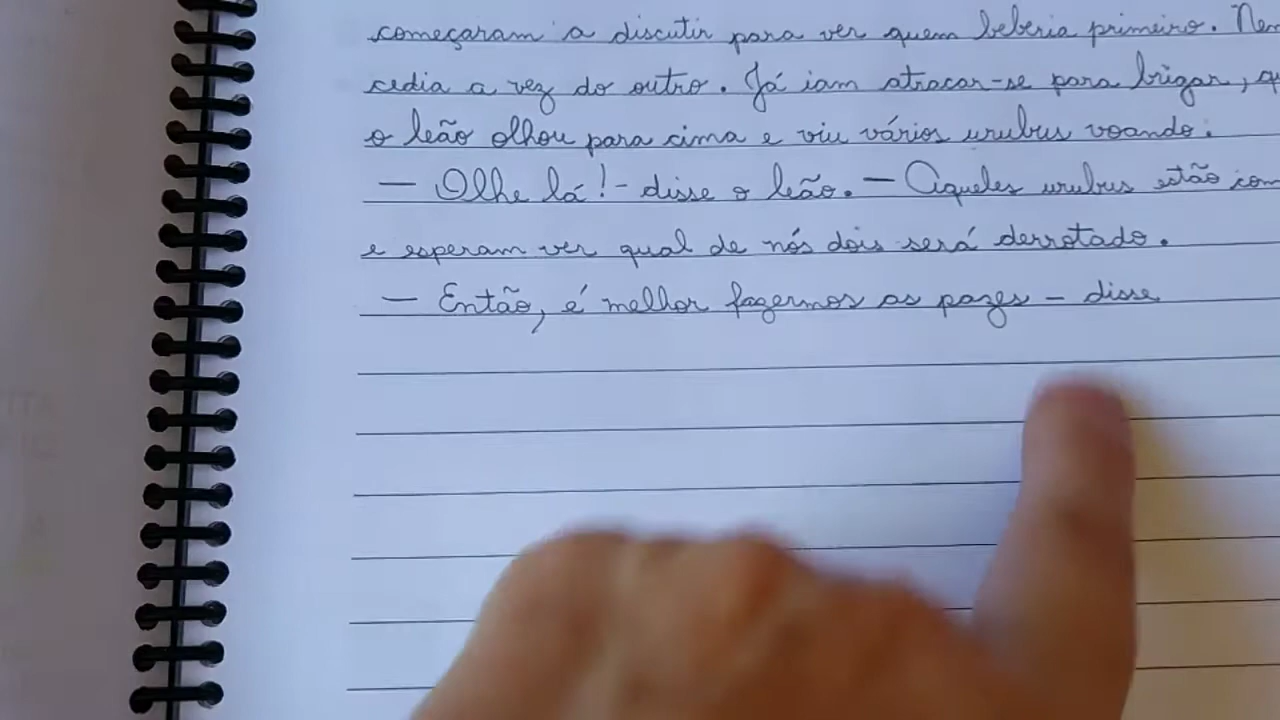 começaram a discutir para ver quem beberia primeiro. Nem
cedia a vez do outro. Já iam atracar-se para brigar, q
o leão olhou para cima e viu vários urubus voando.
— Olhe lá! - disse o leão. — Aqueles urubus estão com
e esperam ver qual de nós dois será derrotado.
— Então, é melhor fazermos as pazes - disse